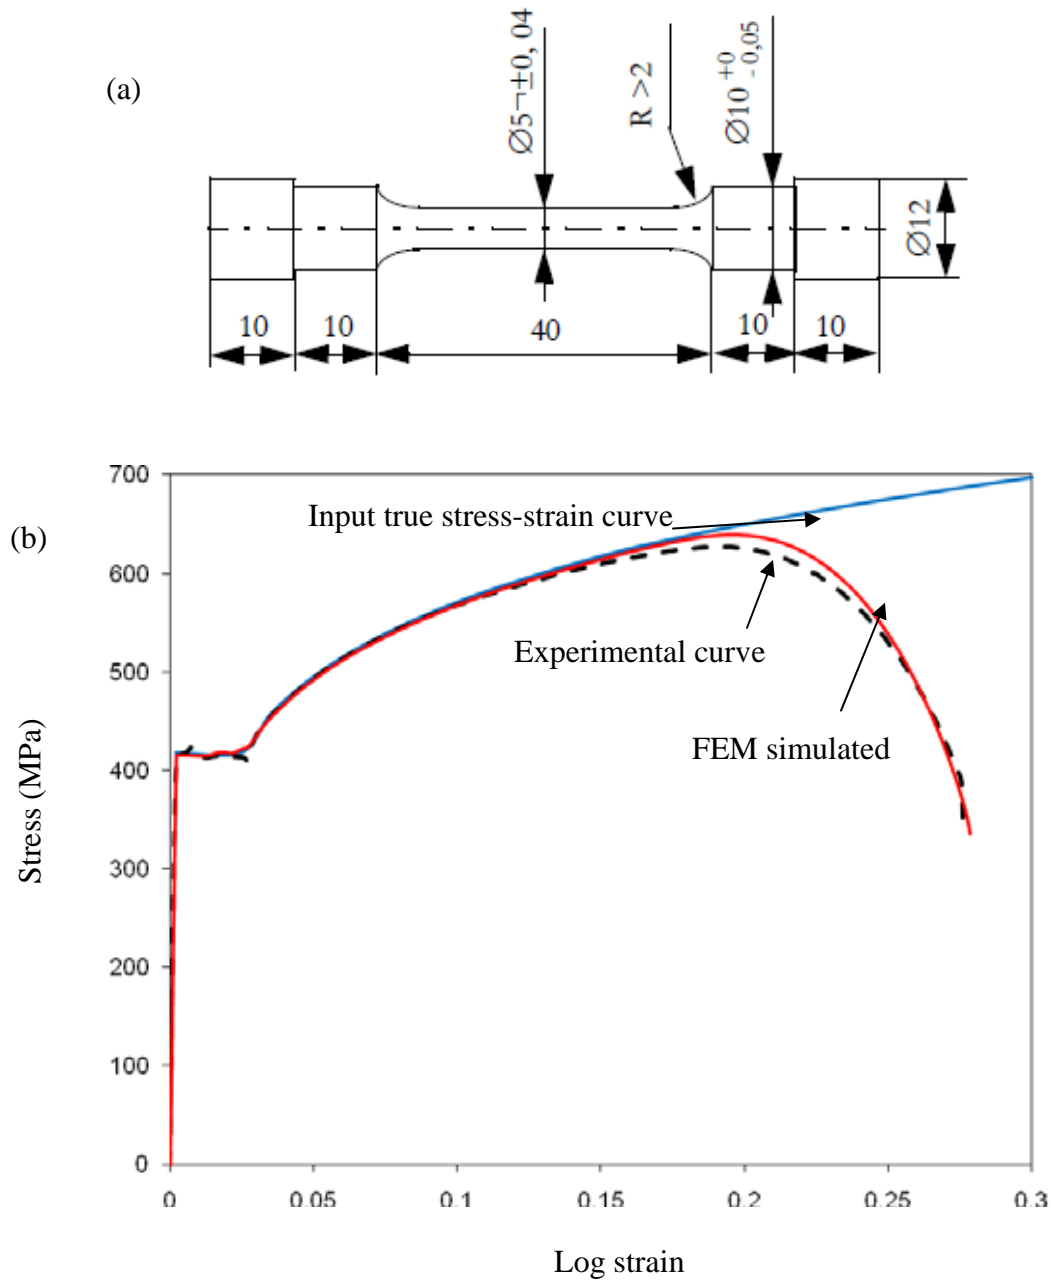 (a)
Ø5¬±0, 04
R >2
Ø10 +0 - 0,05
Ø12
10
10
40
10
10
(b)
700
600
500
400
300
200
100
0
Input true stress-strain curve
Experimental curve
FEM simulated
Stress (MPa)
0
0.05
0.1
0.15
0.2
0.25
0.3
Log strain